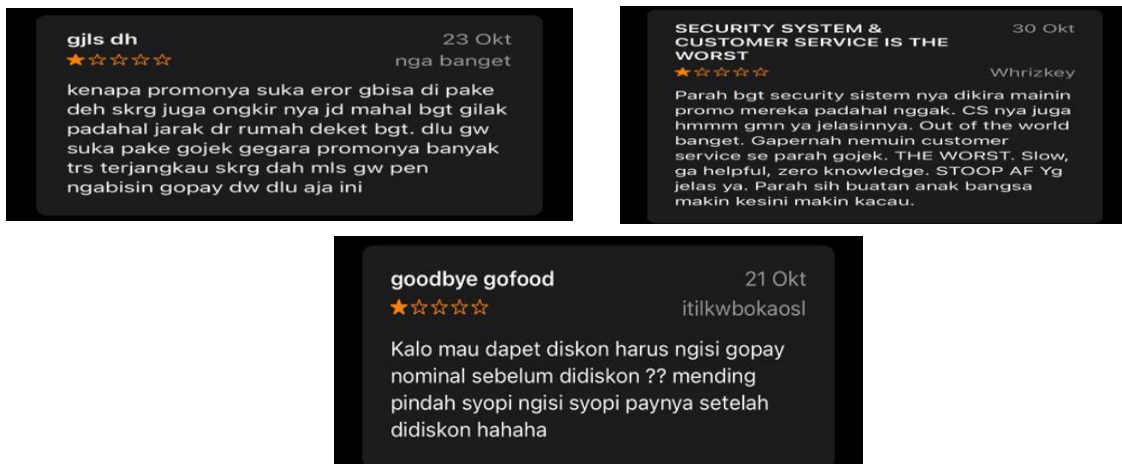 gjls dh
23 Okt
★☆☆☆☆
nga banget
kenapa promonya suka eror gbisa di pake
deh skrg juga ongkir nya jd mahal bgt gilak
padahal jarak dr rumah deket bgt. dlu gw
suka pake gojek gegara promonya banyak
trs terjangkau skrg dah mls gw pen
ngabisin gopay dw dlu aja ini
SECURITY SYSTEM &
CUSTOMER SERVICE IS THE
WORST
30 Okt
★☆☆☆☆
Whrizkey
Parah bgt security sistem nya dikira mainin
promo mereka padahal nggak. CS nya juga
hmmm gmn ya jelasinnya. Out of the world
banget. Gapernah nemuin customer
service se parah gojek. THE WORST. Slow,
ga helpful, zero knowledge. STOOP AF Yg
jelas ya. Parah sih buatan anak bangsa
makin kesini makin kacau.
goodbye gofood
21 Okt
★☆☆☆☆
itilkwbokaosl
Kalo mau dapet diskon harus ngisi gopay
nominal sebelum didiskon ?? mending
pindah syopi ngisi syopi paynya setelah
didiskon hahaha